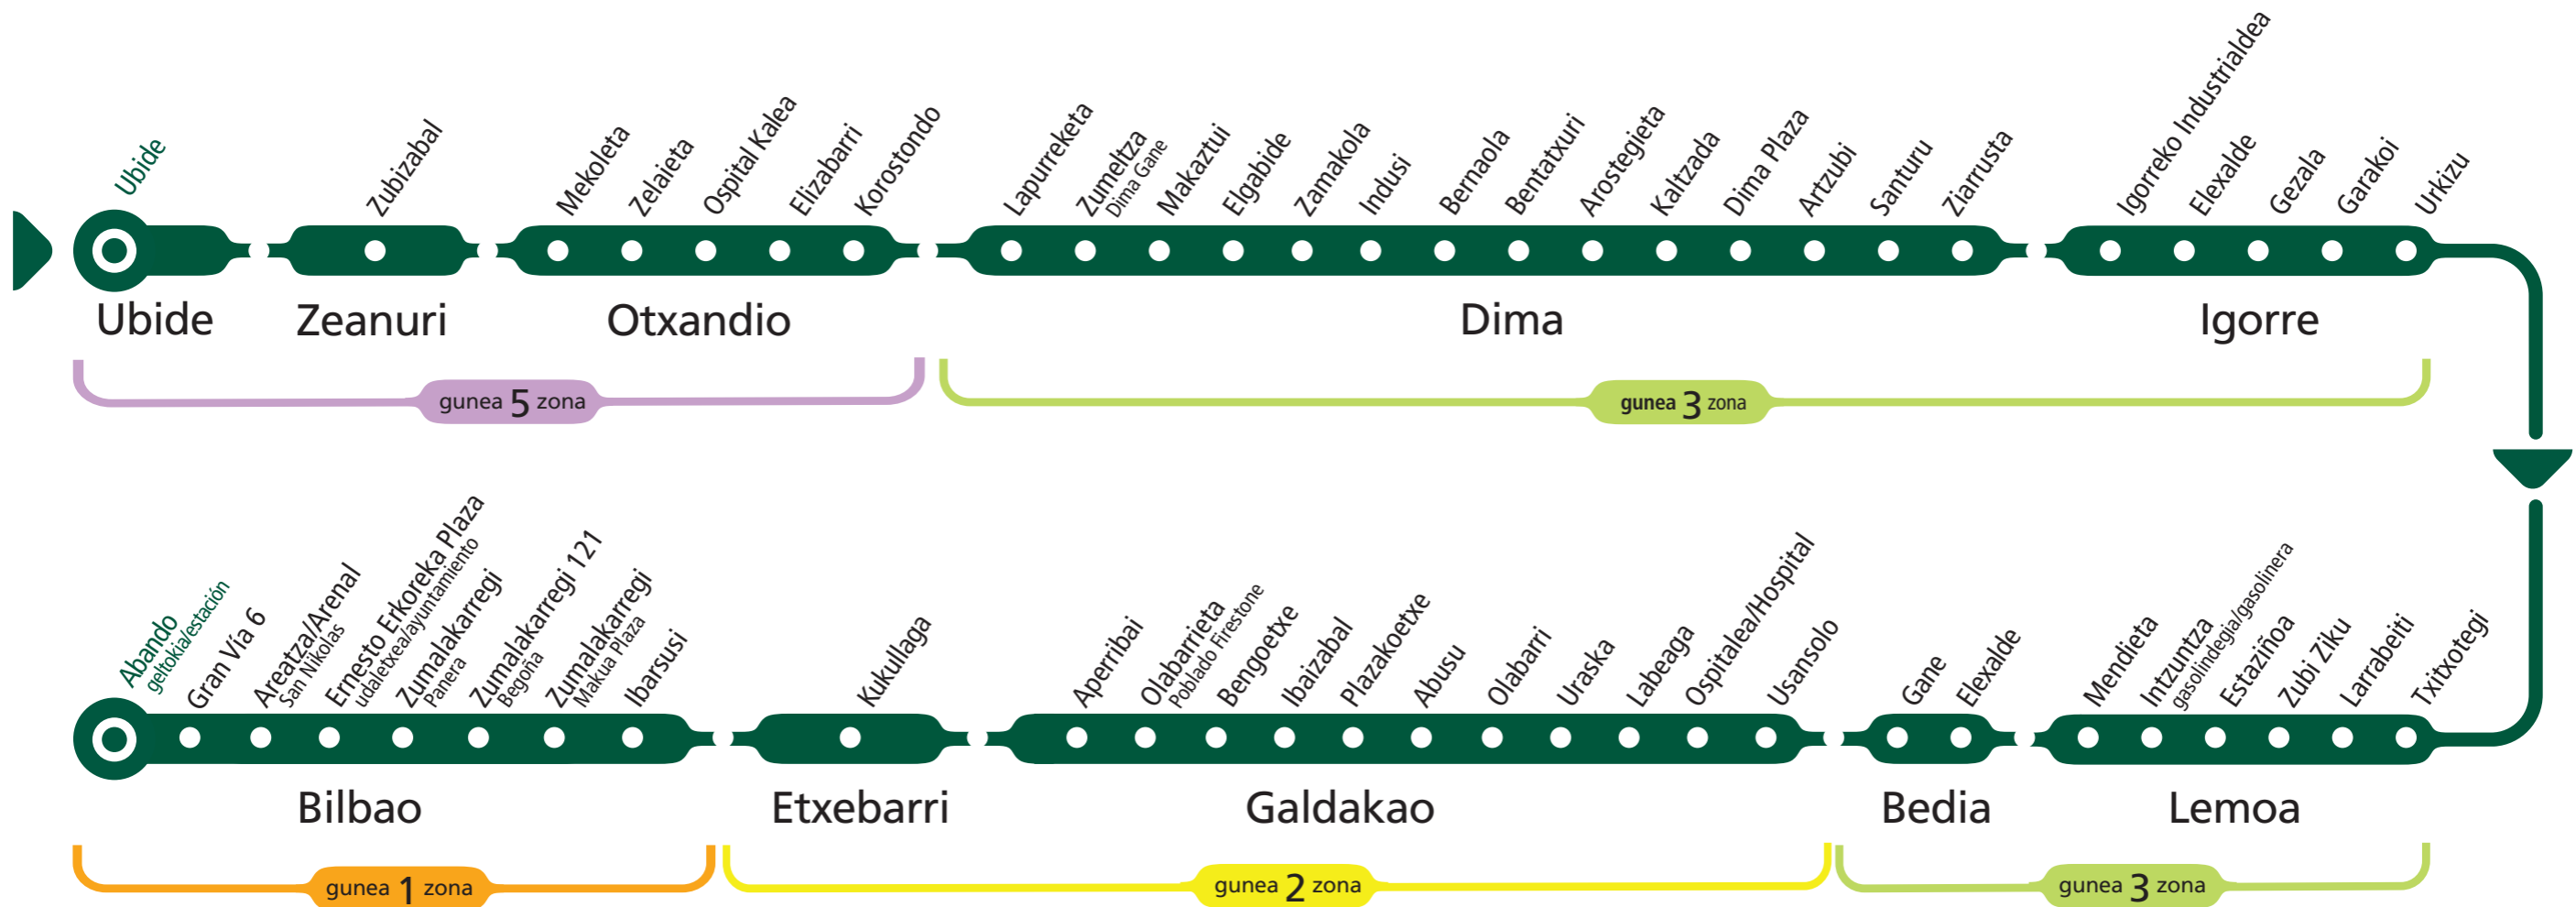 Ubide
Zubizabal
Mekoleta
Zelaieta
Ospital Kalea
Elizabarri
Korostondo
Lapurreketa
Zumeltza
Dima Gane
Makaztui
Elgabide
Zamakola
Indusi
Bernaola
Bentatxuri
Arostegieta
Kaltzada
Dima Plaza
Artzubi
Santuru
Ziarrusta
Igorreko Industrialdea
Elexalde
Gezala
Garakoi
Urkizu
Ubide
Zeanuri
Otxandio
Dima
Igorre
gunea 5 zona
gunea 3 zona
Abando
geltokia/estación
Gran Vía 6
Areatza/Arenal
San Nikolas
Ernesto Erkoreka Plaza
udaletxea/ayuntamiento
Zumalakarregi
Panera
Zumalakarregi 121
Begoña
Zumalakarregi
Makua Plaza
Ibarsusi
Kukullaga
Aperribai
Olabarrieta
Poblado Firestone
Bengoetxe
Ibaizabal
Plazakoetxe
Abusu
Olabarri
Uraska
Labeaga
Ospitalea/Hospital
Usansolo
Gane
Elexalde
Mendieta
Intzuntza
gasolindegia/gasolinera
Estaziñoa
Zubi Ziku
Larrabeiti
Txitxotegi
Bilbao
Etxebarri
Galdakao
Bedia
Lemoa
gunea 1 zona
gunea 2 zona
gunea 3 zona